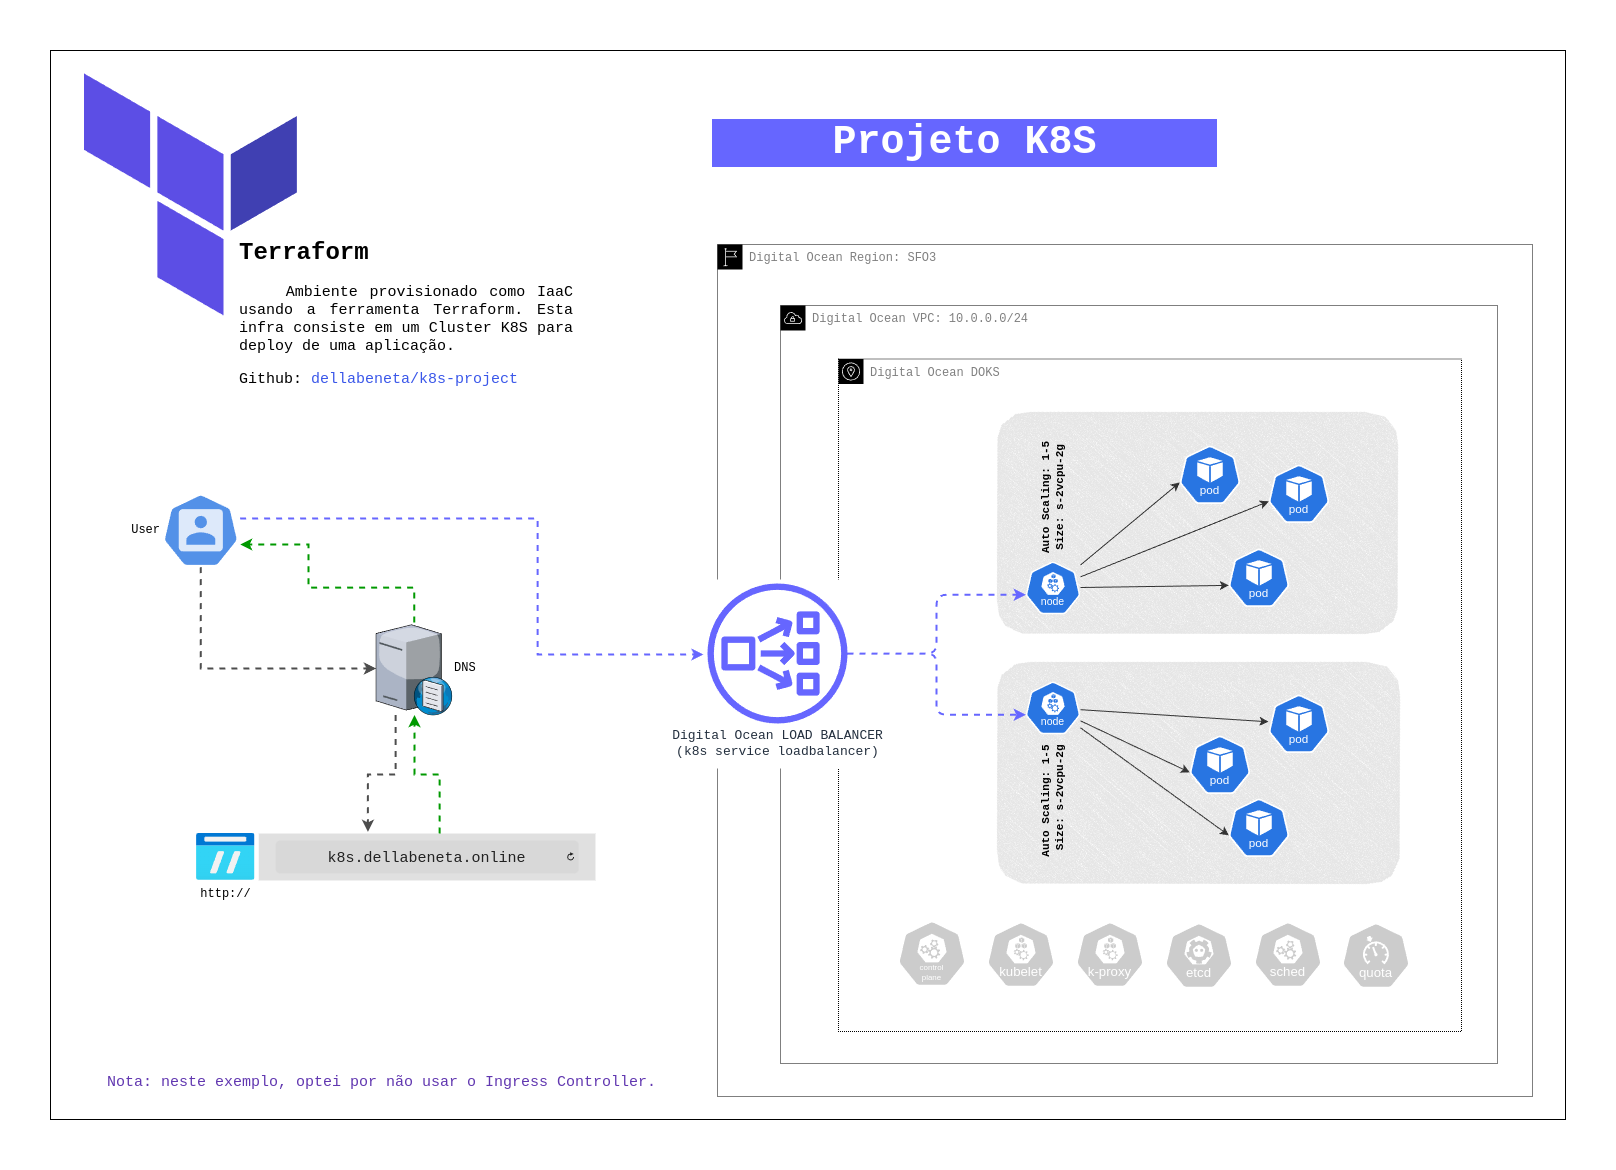 Projeto K8S
Terraform
Ambiente provisionado como IaaC
usando a ferramenta Terraform. Esta
infra consiste em um Cluster K8S para
deploy de uma aplicação.
Github: dellabeneta/k8s-project
Digital Ocean Region: SFO3
Digital Ocean VPC: 10.0.0.0/24
Digital Ocean DOKS
Auto Scaling: 1-5
Size: s-2vcpu-2g
pod
pod
pod
node
User
DNS
Digital Ocean LOAD BALANCER
(k8s service loadbalancer)
node
pod
pod
pod
Auto Scaling: 1-5
Size: s-2vcpu-2g
k8s.dellabeneta.online
http://
control
plane
kubelet
k-proxy
etcd
sched
quota
Nota: neste exemplo, optei por não usar o Ingress Controller.